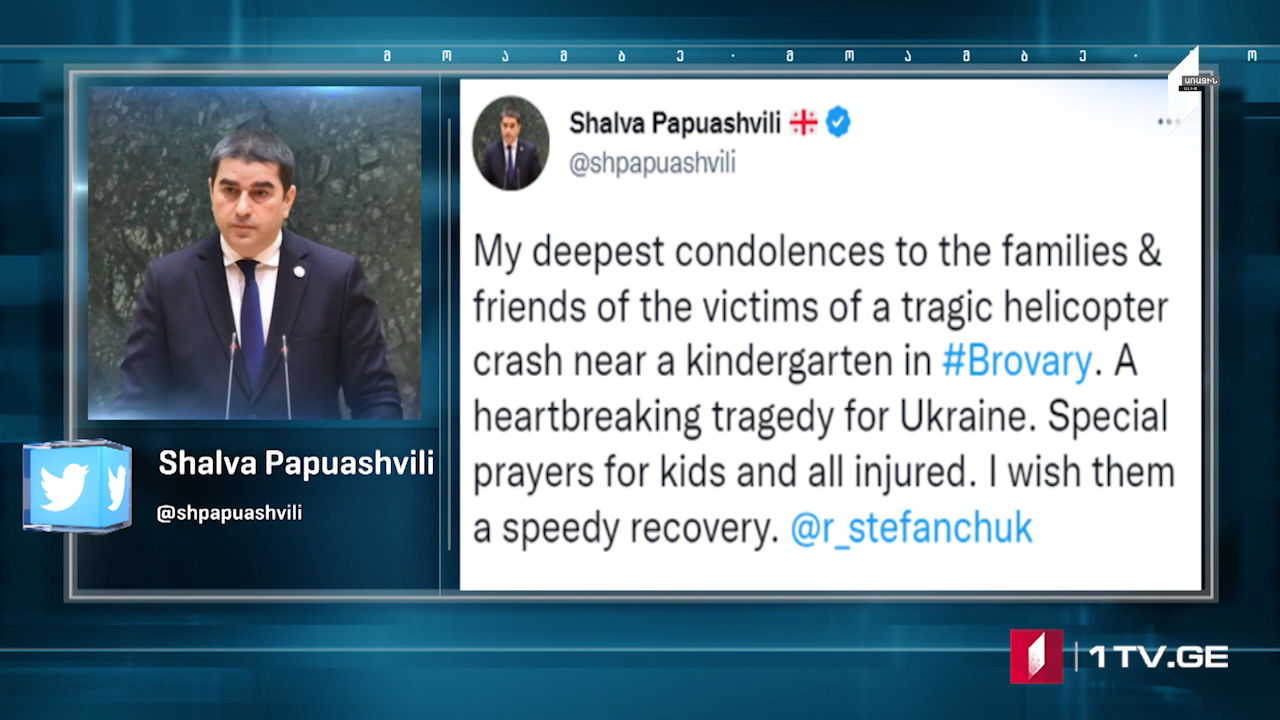 მ ო ა მ ბ ე · მ ო ა მ ბ ე · ო
ԱՌԱՋԻՆ
ԱԼԻՔ
Shalva Papuashvili
@shpapuashvili
My deepest condolences to the families &
friends of the victims of a tragic helicopter
crash near a kindergarten in #Brovary. A
heartbreaking tragedy for Ukraine. Special
prayers for kids and all injured. I wish them
a speedy recovery. @r_stefanchuk
Shalva Papuashvili
@shpapuashvili
1TV.GE